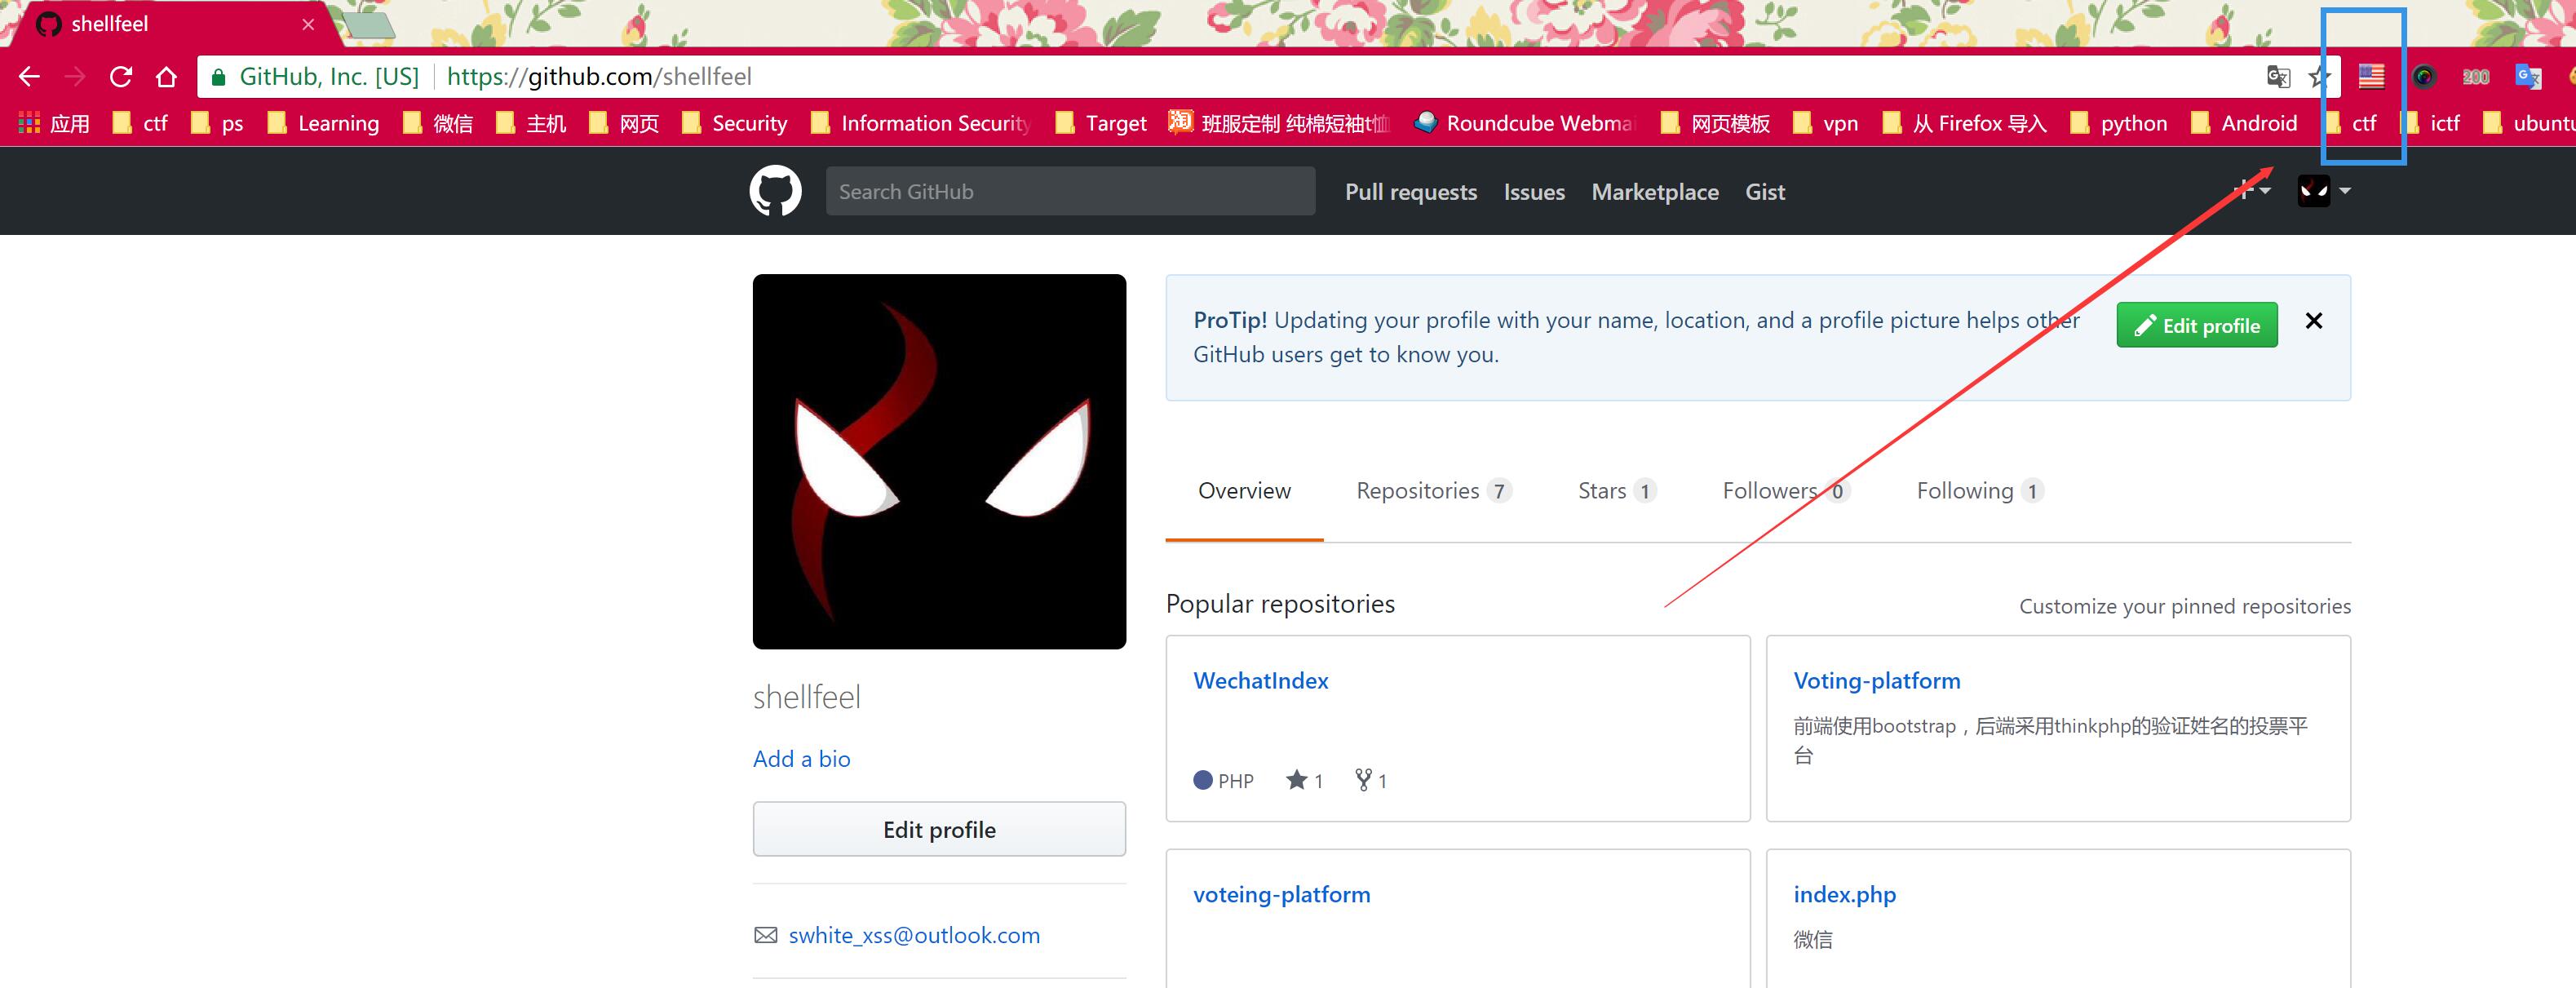 shellfeel
GitHub, Inc. [US] https://github.com/shellfeel
200
应用 ctf ps Learning 微信 主机 网页 Security Information Security Target 班服定制 纯棉短袖t恤 Roundcube Webmai 网页模板 vpn 从 Firefox 导入 python Android ctf ictf ubuntu
Search GitHub Pull requests Issues Marketplace Gist
ProTip! Updating your profile with your name, location, and a profile picture helps other
GitHub users get to know you.
Edit profile
Overview Repositories 7 Stars 1 Followers 0 Following 1
Popular repositories Customize your pinned repositories
WechatIndex
PHP 1 1
Voting-platform
前端使用bootstrap，后端采用thinkphp的验证姓名的投票平
台
voteing-platform
index.php
微信
shellfeel
Add a bio
Edit profile
swhite_xss@outlook.com